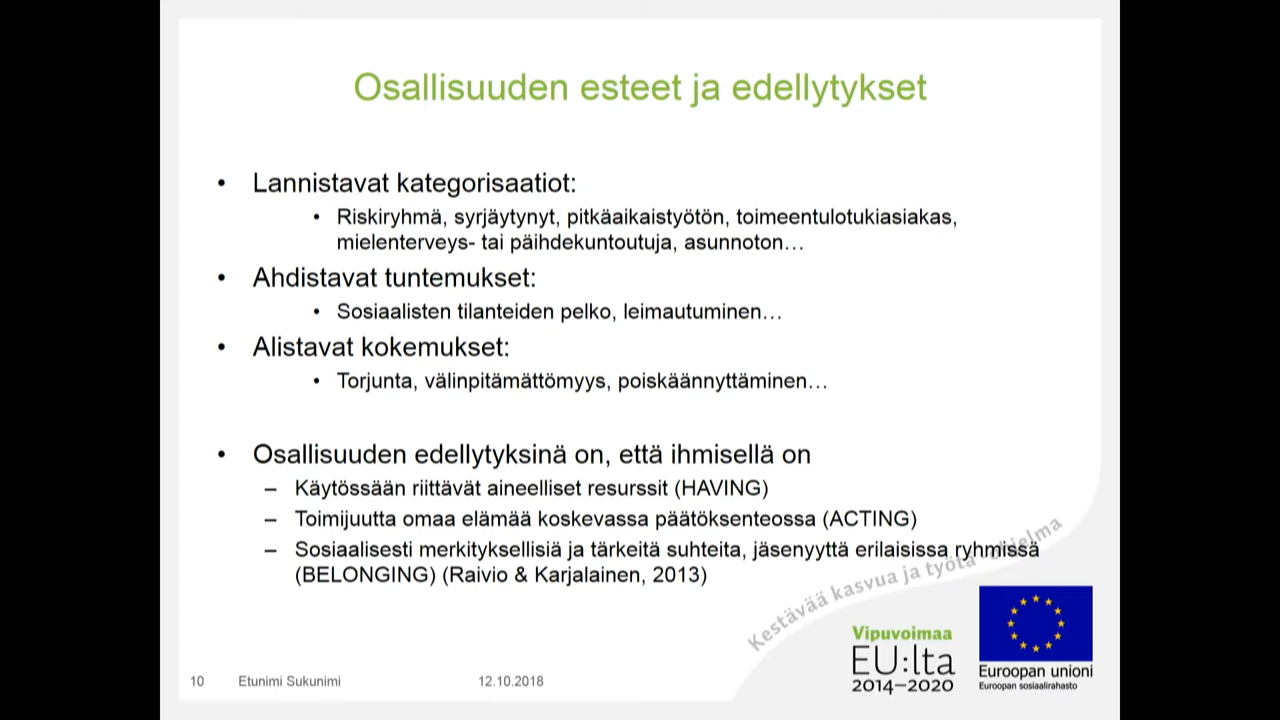 Osallisuuden esteet ja edellytykset
• Lannistavat kategorisaatiot:
• Riskiryhmä, syrjäytynyt, pitkäaikaistyötön, toimeentulotukiasiakas,
mielenterveys- tai päihdekuntoutuja, asunnoton…
• Ahdistavat tuntemukset:
• Sosiaalisten tilanteiden pelko, leimautuminen…
• Alistavat kokemukset:
• Torjunta, välinpitämättömyys, poiskäännyttäminen…
• Osallisuuden edellytyksinä on, että ihmisellä on
– Käytössään riittävät aineelliset resurssit (HAVING)
– Toimijuutta omaa elämää koskevassa päätöksenteossa (ACTING)
– Sosiaalisesti merkityksellisiä ja tärkeitä suhteita, jäsenyyttä erilaisissa ryhmissä
(BELONGING) (Raivio & Karjalainen, 2013)
Kestävää kasvua ja työtä
Vipuvoimaa
EU:lta
2014–2020
Euroopan unioni
Euroopan sosiaalirahasto
10 Etunimi Sukunimi 12.10.2018